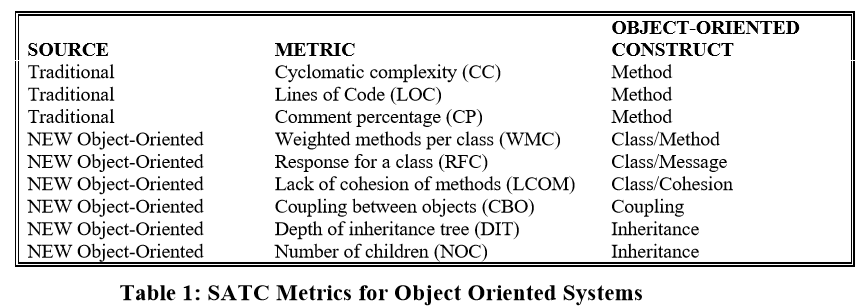 OBJECT-ORIENTED
SOURCE METRIC CONSTRUCT
Traditional Cyclomatic complexity (CC) Method
Traditional Lines of Code (LOC) Method
Traditional Comment percentage (CP) Method
NEW Object-Oriented Weighted methods per class (WMC) Class/Method
NEW Object-Oriented Response for a class (RFC) Class/Message
NEW Object-Oriented Lack of cohesion of methods (LCOM) Class/Cohesion
NEW Object-Oriented Coupling between objects (CBO) Coupling
NEW Object-Oriented Depth of inheritance tree (DIT) Inheritance
NEW Object-Oriented Number of children (NOC) Inheritance
Table 1: SATC Metrics for Object Oriented Systems